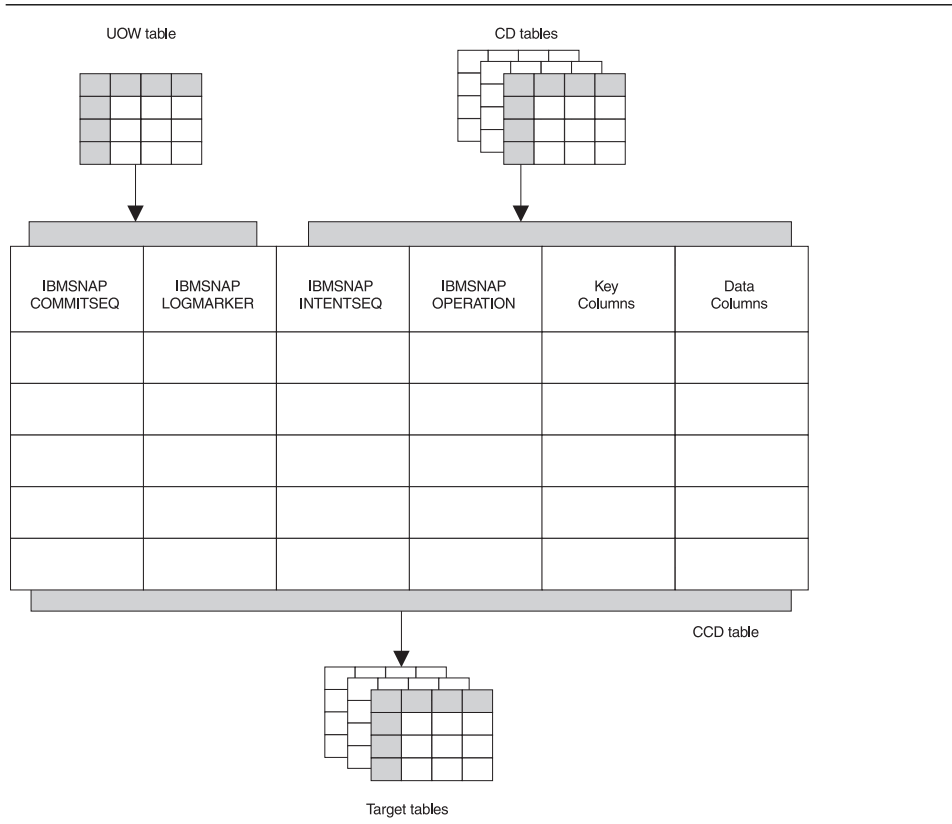 UOW table
CD tables
IBMSNAP
COMMITSEQ
IBMSNAP
LOGMARKER
IBMSNAP
INTENTSEQ
IBMSNAP
OPERATION
Key
Columns
Data
Columns
CCD table
Target tables